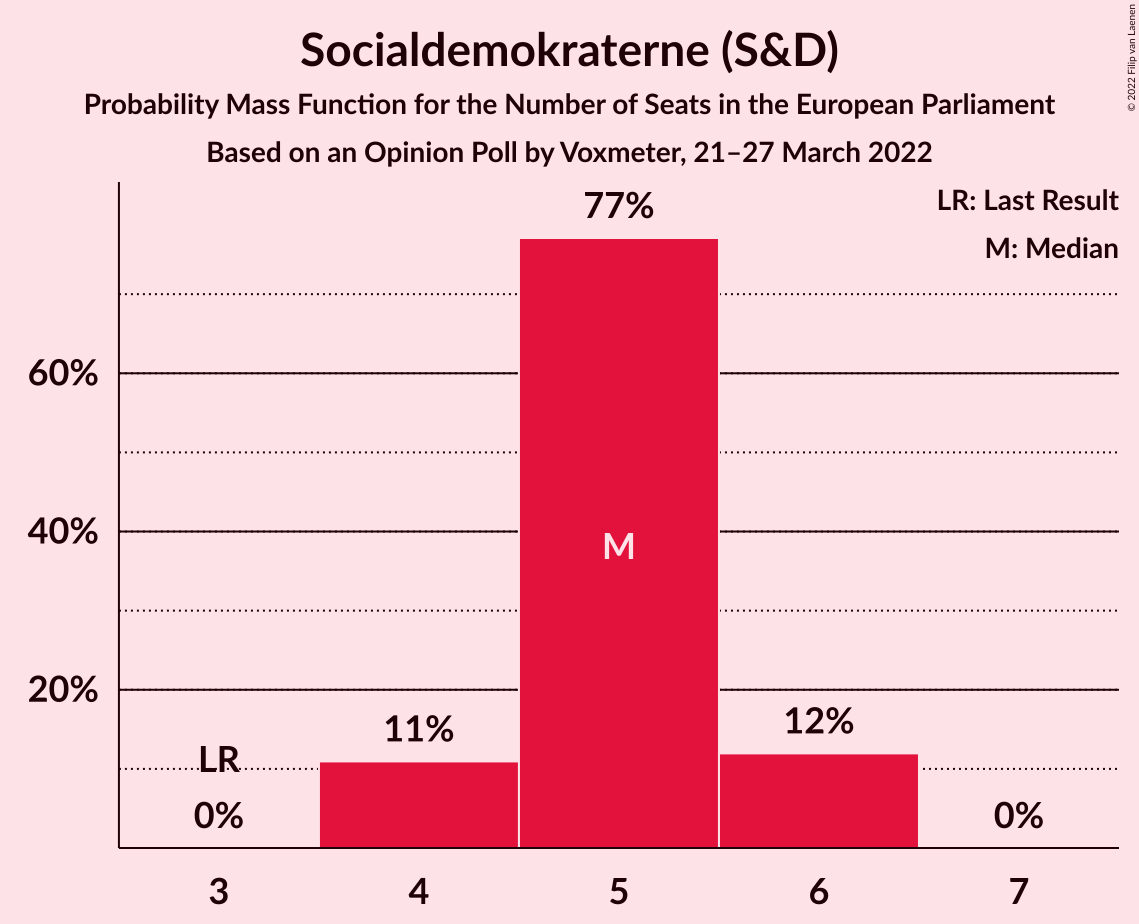 Socialdemokraterne (S&D)
Probability Mass Function for the Number of Seats in the European Parliament
Based on an Opinion Poll by Voxmeter, 21–27 March 2022
© 2022 Filip van Laenen
LR: Last Result
M: Median
77%
60%
40%
M
20%
11%
12%
LR
0%
0%
3 4 5 6 7